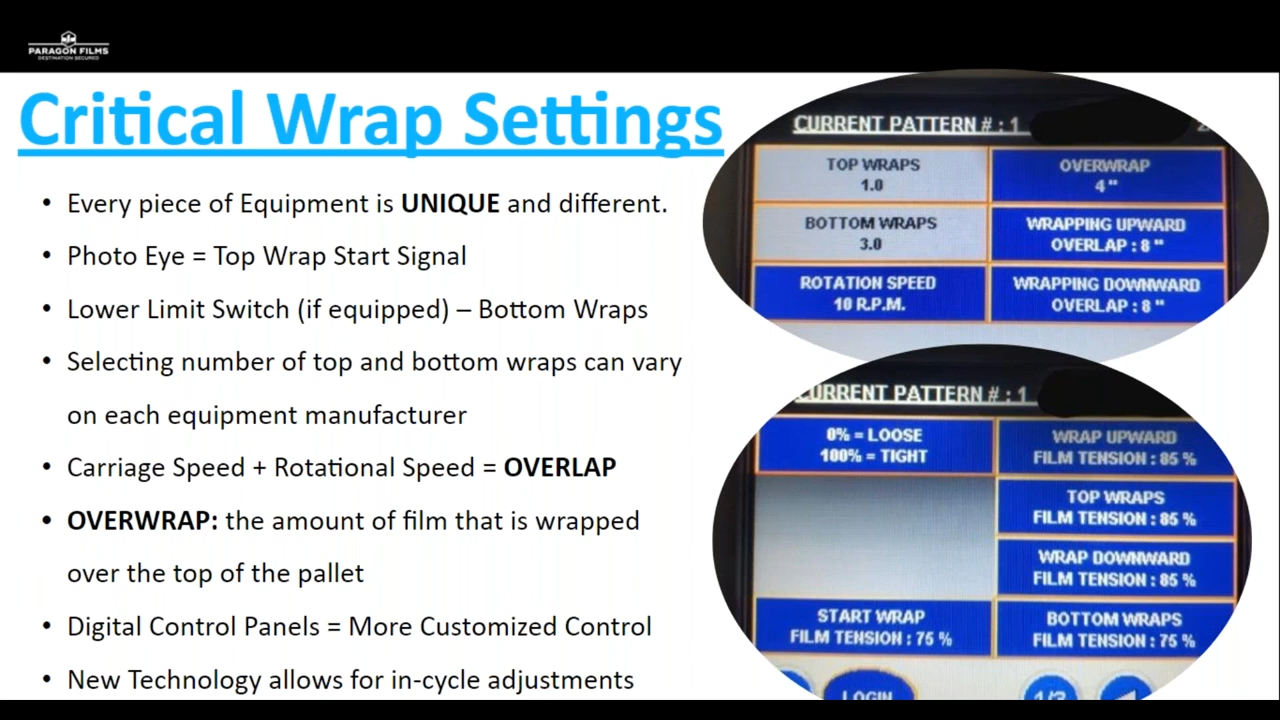 PARAGON FILMS
DESTINATION SECURED
Critical Wrap Settings
• Every piece of Equipment is UNIQUE and different.
• Photo Eye = Top Wrap Start Signal
• Lower Limit Switch (if equipped) – Bottom Wraps
• Selecting number of top and bottom wraps can vary
on each equipment manufacturer
• Carriage Speed + Rotational Speed = OVERLAP
• OVERWRAP: the amount of film that is wrapped
over the top of the pallet
• Digital Control Panels = More Customized Control
• New Technology allows for in-cycle adjustments
CURRENT PATTERN # : 1
TOP WRAPS
1.0
OVERWRAP
4 "
BOTTOM WRAPS
3.0
WRAPPING UPWARD
OVERLAP : 8 "
ROTATION SPEED
10 R.P.M.
WRAPPING DOWNWARD
OVERLAP : 8 "
CURRENT PATTERN # : 1
0% = LOOSE
100% = TIGHT
WRAP UPWARD
FILM TENSION : 85 %
TOP WRAPS
FILM TENSION : 85 %
WRAP DOWNWARD
FILM TENSION : 85 %
START WRAP
FILM TENSION : 75 %
BOTTOM WRAPS
FILM TENSION : 75 %
LOGIN